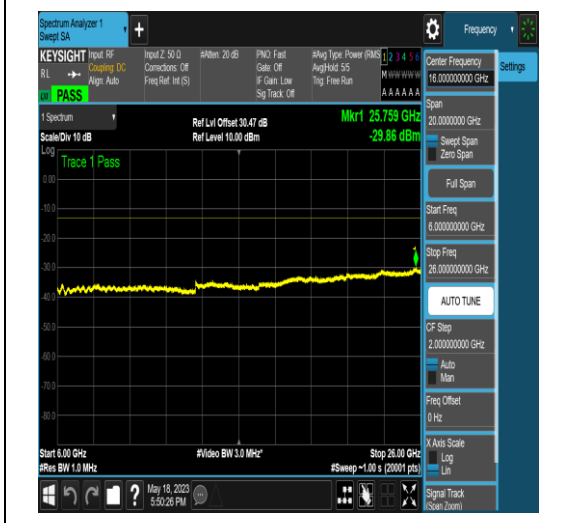 Spectrum Analyzer 1
Swept SA
+
Frequency
KEYSIGHT
RL
PASS
Input: RF
Coupling: DC
Align: Auto
Input Z: 50 Ω
Corrections: Off
Freq Ref: Int (S)
#Atten: 20 dB
PNO: Fast
Gate: Off
IF Gain: Low
Sig Track: Off
#Avg Type: Power (RMS
Avg|Hold: 5/5
Trig: Free Run
1 2 3 4 5 6
M W W W W W
A A A A A A
1 Spectrum
Scale/Div 10 dB
Log
Ref Lvl Offset 30.47 dB
Ref Level 10.00 dBm
Mkr1 25.759 GHz
-29.86 dBm
Trace 1 Pass
1
0.00
-10.0
-20.0
-30.0
-40.0
-50.0
-60.0
-70.0
-80.0
Start 6.00 GHz
#Res BW 1.0 MHz
#Video BW 3.0 MHz*
Stop 26.00 GHz
#Sweep ~1.00 s (20001 pts)
May 18, 2023
5:50:26 PM
?
Center Frequency
16.000000000 GHz
Settings
Span
20.0000000 GHz
Swept Span
Zero Span
Full Span
Start Freq
6.000000000 GHz
Stop Freq
26.000000000 GHz
AUTO TUNE
CF Step
2.000000000 GHz
Auto
Man
Freq Offset
0 Hz
X Axis Scale
Log
Lin
Signal Track
(Span Zoom)